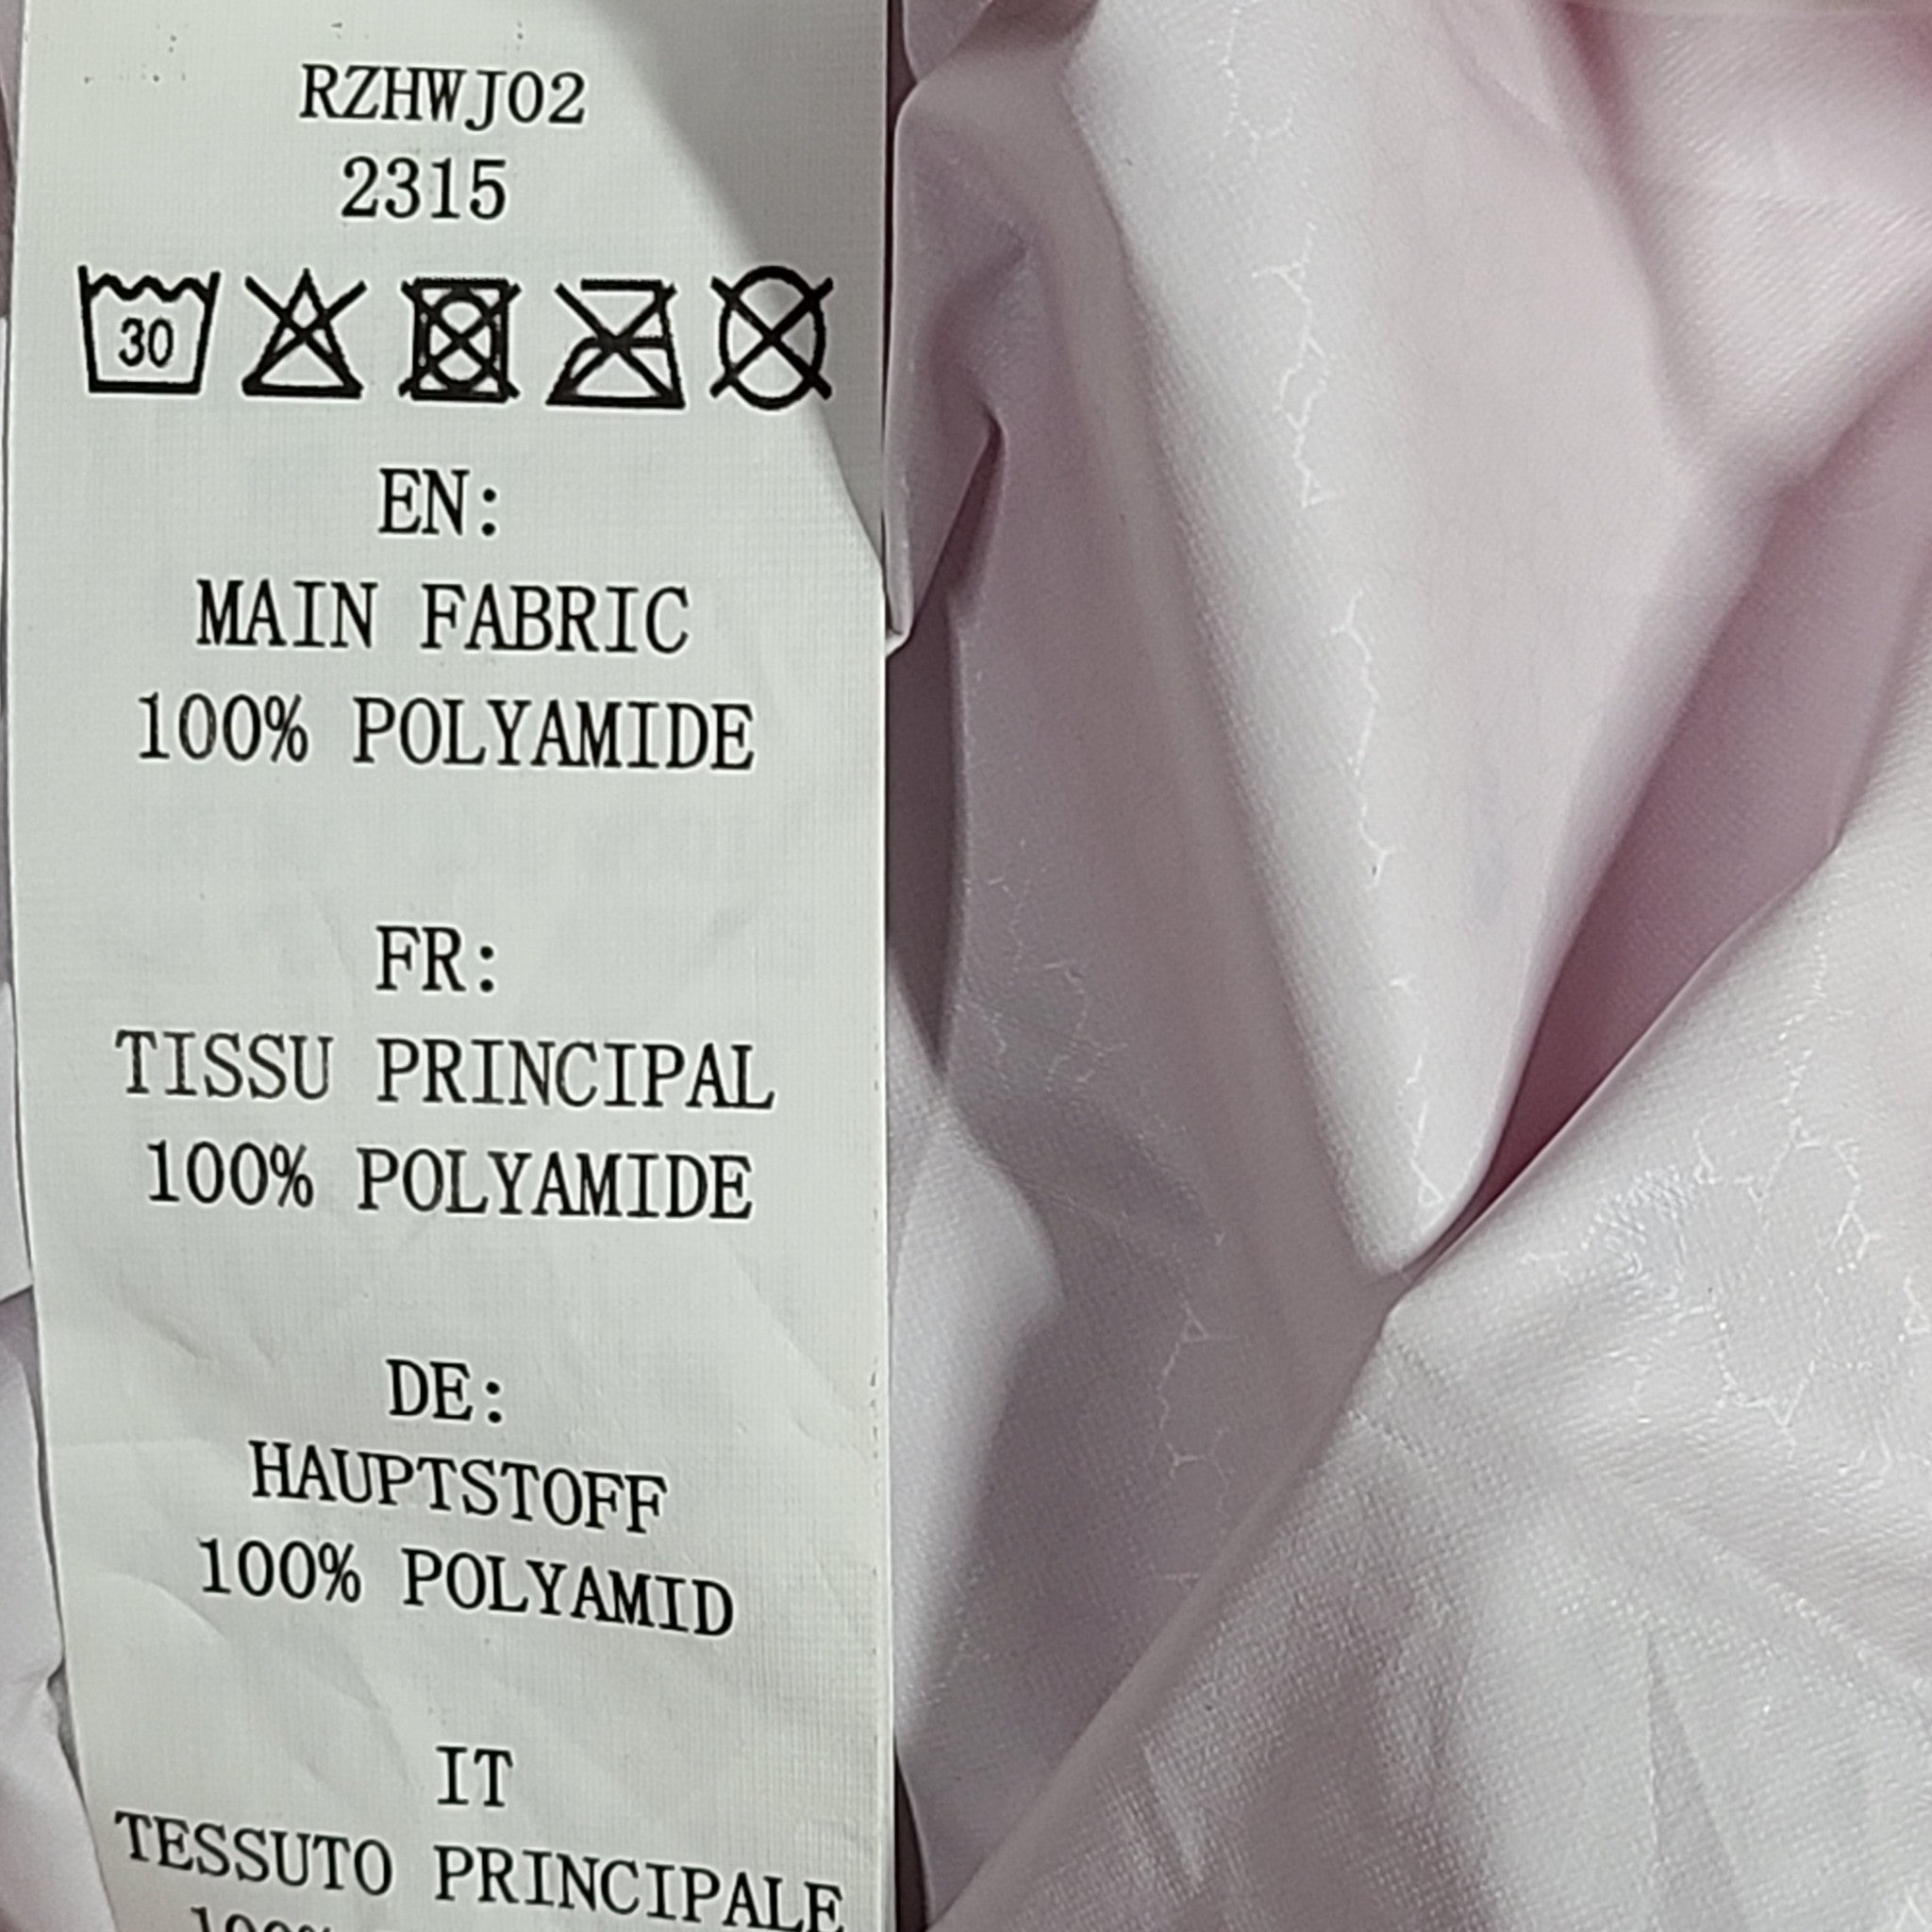 RZHWJ02
2315
30
EN:
MAIN FABRIC
100% POLYAMIDE
FR:
TISSU PRINCIPAL
100% POLYAMIDE
DE:
HAUPTSTOFF
100% POLYAMID
IT
TESSUTO PRINCIPALE
100%